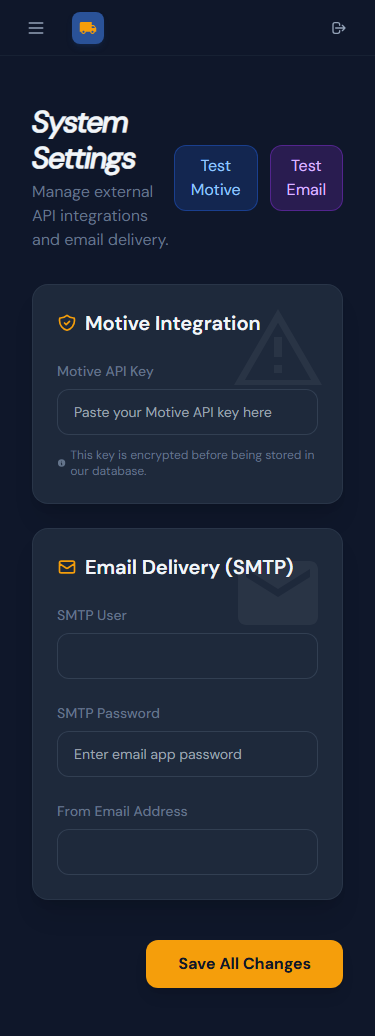 System
Settings
Manage external
API integrations
and email delivery.
Test
Motive
Test
Email
Motive Integration
Motive API Key
Paste your Motive API key here
This key is encrypted before being stored in
our database.
Email Delivery (SMTP)
SMTP User
SMTP Password
Enter email app password
From Email Address
Save All Changes